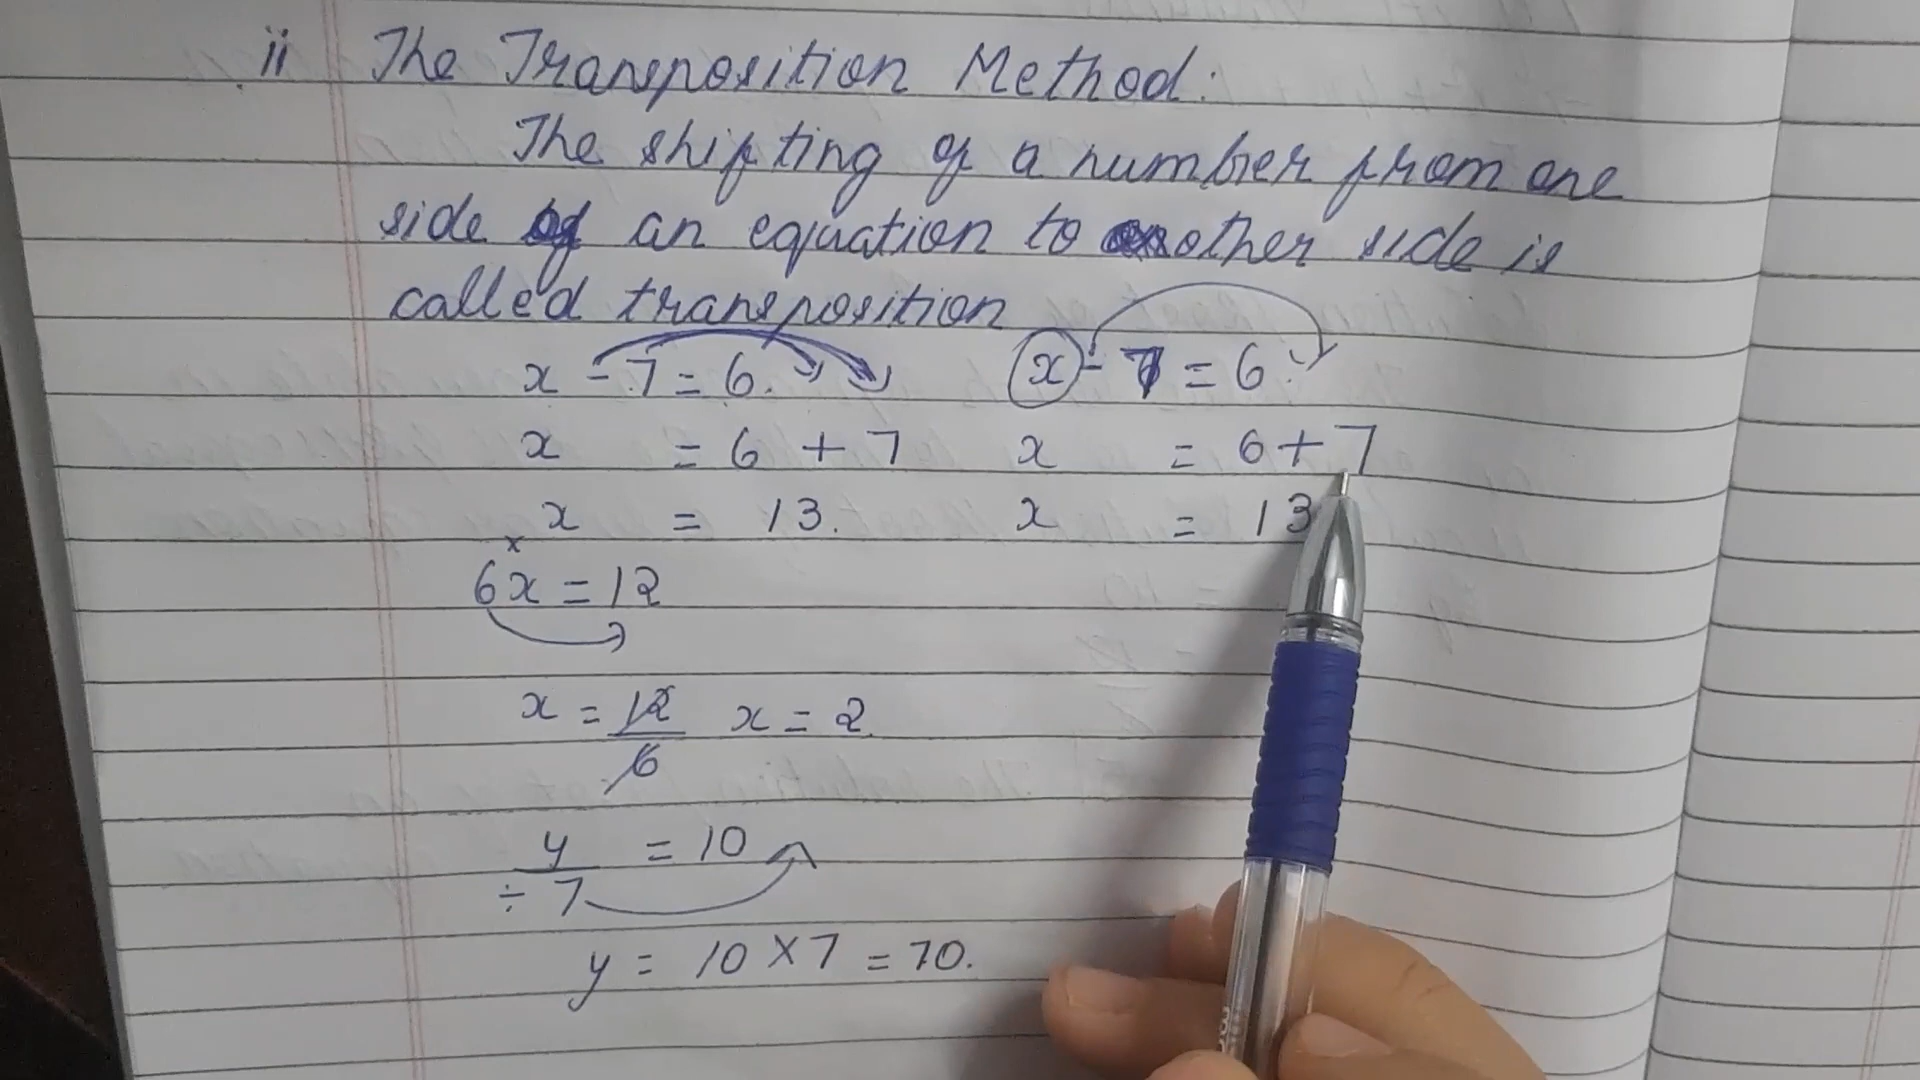 ii The Transposition Method:
The shifting of a number from one
side of an equation to other side is
called transposition
x - 7 = 6. x - 7 = 6.
x = 6 + 7 x = 6 + 7
x = 13. x = 13
x
6x = 12
x = 12/6 x = 2
y/7 = 10
÷
y = 10 × 7 = 70.